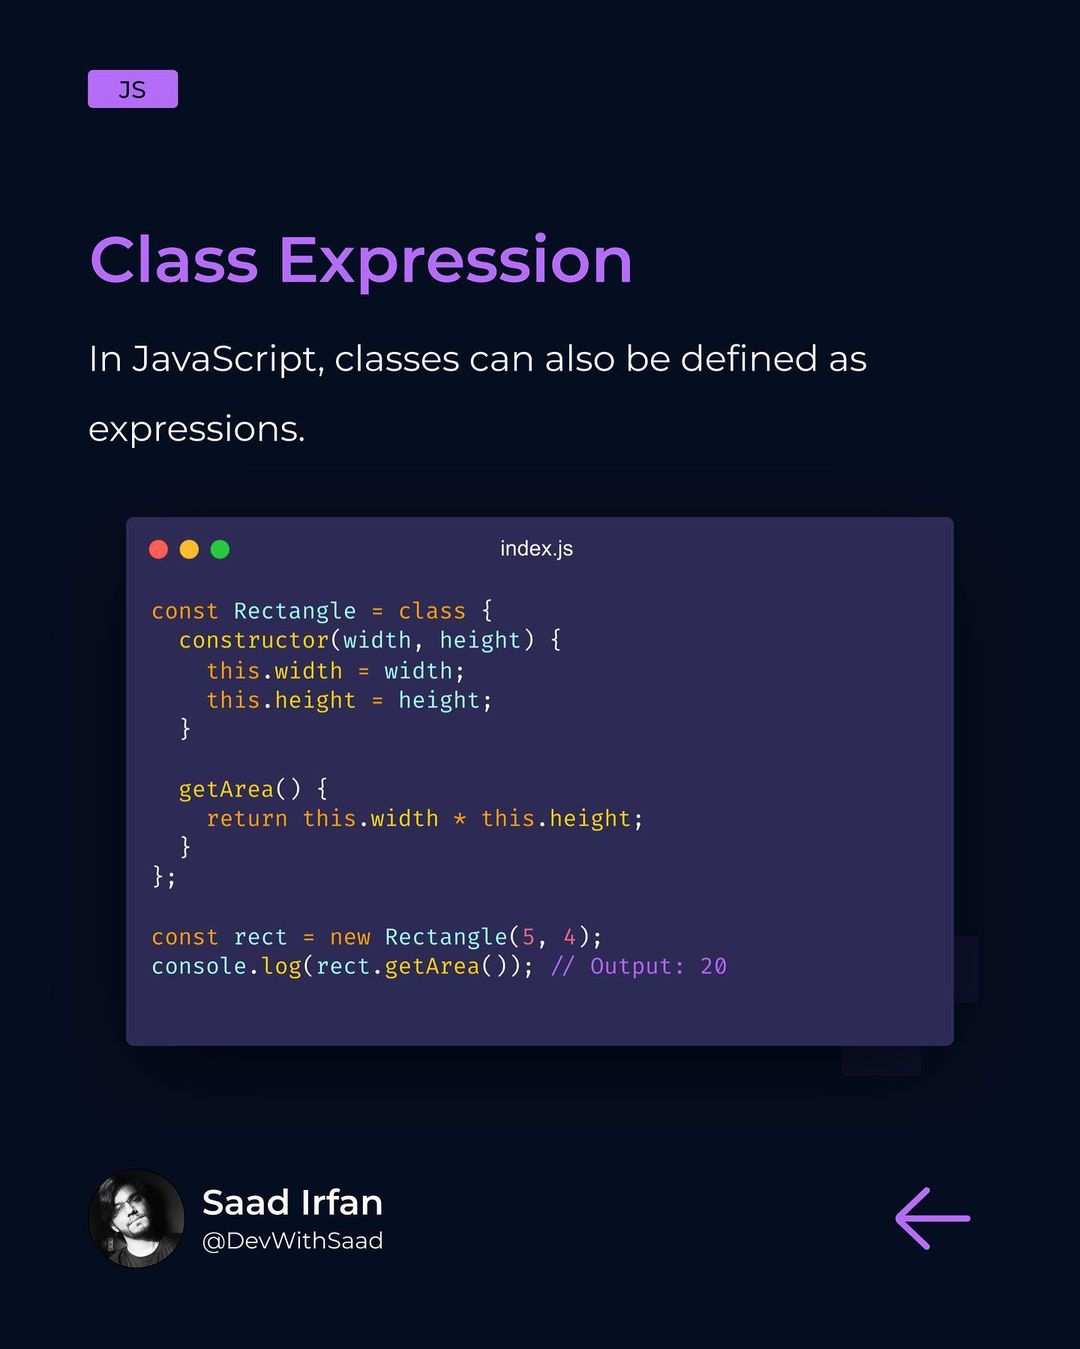 JS
Class Expression
In JavaScript, classes can also be defined as
expressions.
index.js
const Rectangle = class {
  constructor(width, height) {
    this.width = width;
    this.height = height;
  }

  getArea() {
    return this.width * this.height;
  }
};

const rect = new Rectangle(5, 4);
console.log(rect.getArea()); // Output: 20
Saad Irfan
@DevWithSaad